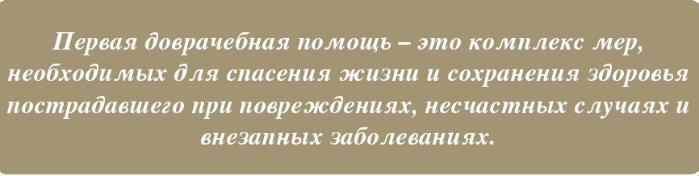 Первая доврачебная помощь – это комплекс мер,
необходимых для спасения жизни и сохранения здоровья
пострадавшего при повреждениях, несчастных случаях и
внезапных заболеваниях.